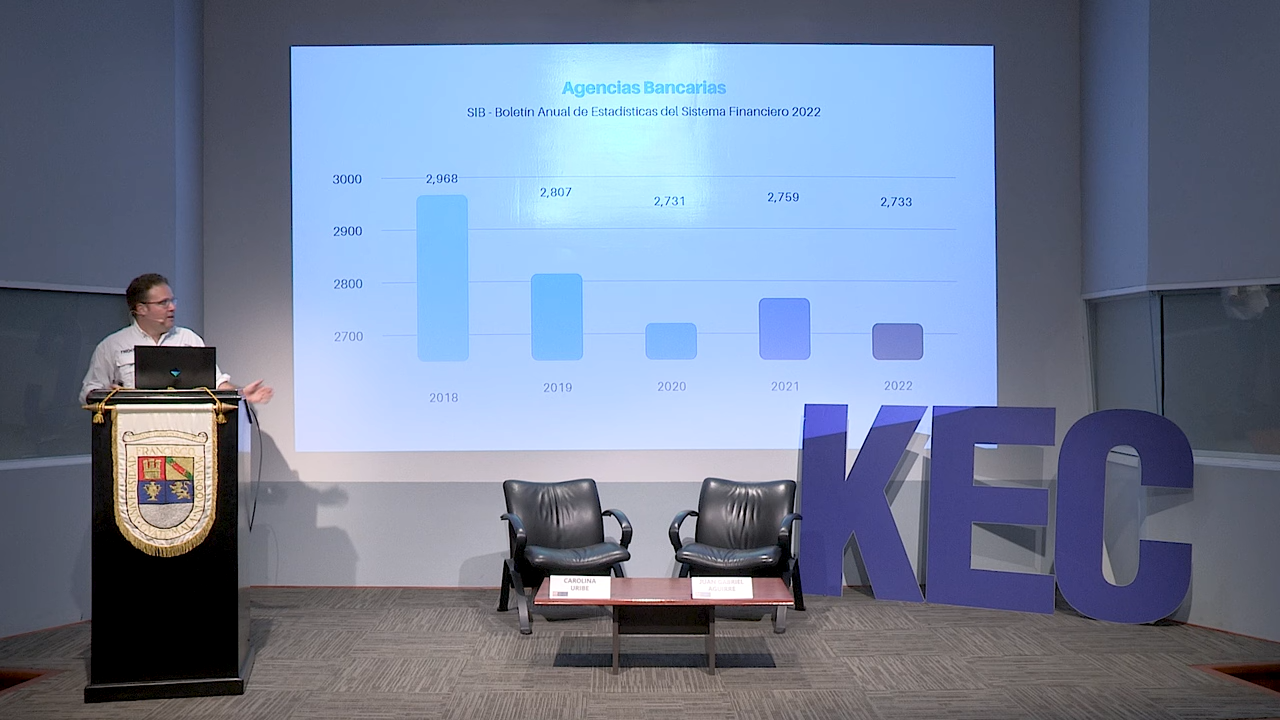 Agencias Bancarias
SIB - Boletín Anual de Estadísticas del Sistema Financiero 2022
3000
2,968
2,807
2,731
2,759
2,733
2900
2800
2700
2018
2019
2020
2021
2022
KEC
FRANCISCO
CAROLINA
URIBE